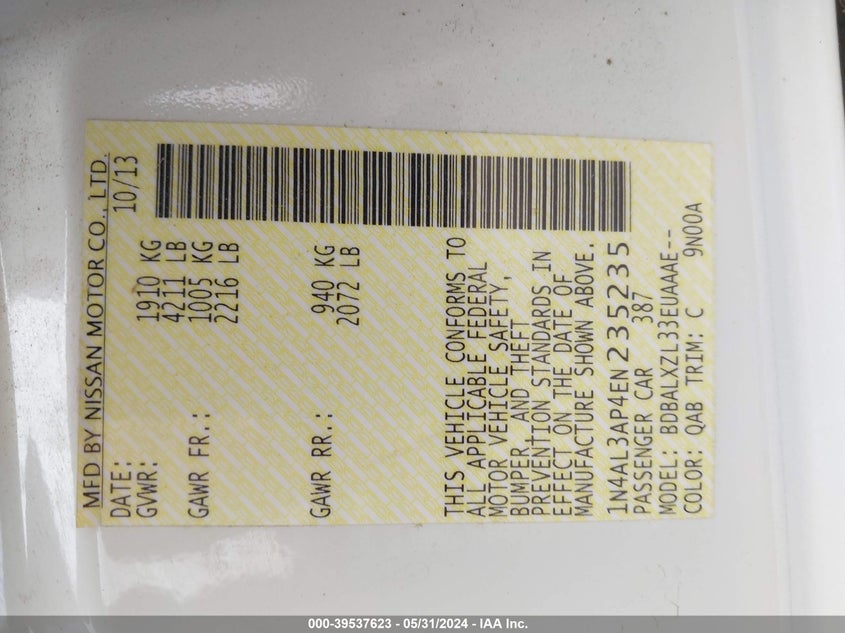 MFD BY NISSAN MOTOR CO., LTD.
DATE: 10/13
GVWR: 1910 KG
4211 LB
GAWR FR.: 1005 KG
2216 LB
GAWR RR.: 940 KG
2072 LB
THIS VEHICLE CONFORMS TO
ALL APPLICABLE FEDERAL
MOTOR VEHICLE SAFETY,
BUMPER, AND THEFT
PREVENTION STANDARDS IN
EFFECT ON THE DATE OF
MANUFACTURE SHOWN ABOVE.
1N4AL3AP4EN235235
PASSENGER CAR 387
MODEL: BDBALXZL33EUAAAE--
COLOR: QAB TRIM: C 9N00A
000-39537623 - 05/31/2024 - IAA Inc.